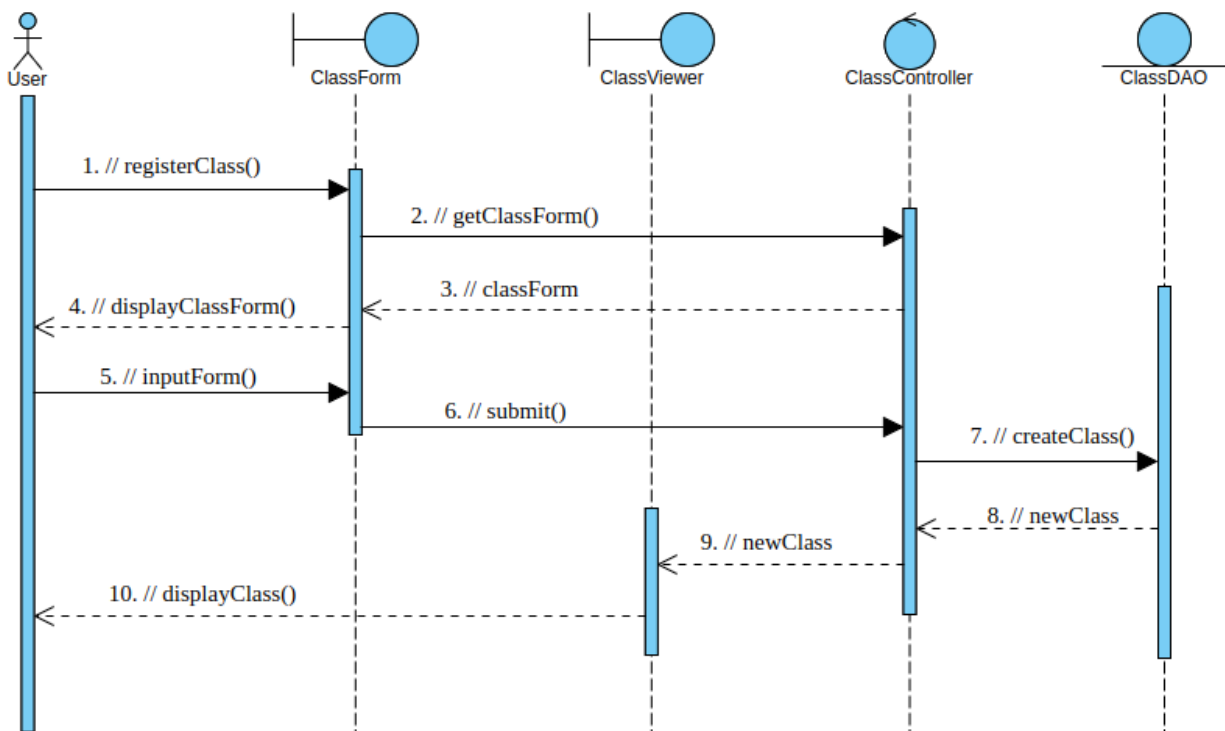 User
ClassForm
ClassViewer
ClassController
ClassDAO
1. // registerClass()
2. // getClassForm()
3. // classForm
4. // displayClassForm()
5. // inputForm()
6. // submit()
7. // createClass()
8. // newClass
9. // newClass
10. // displayClass()